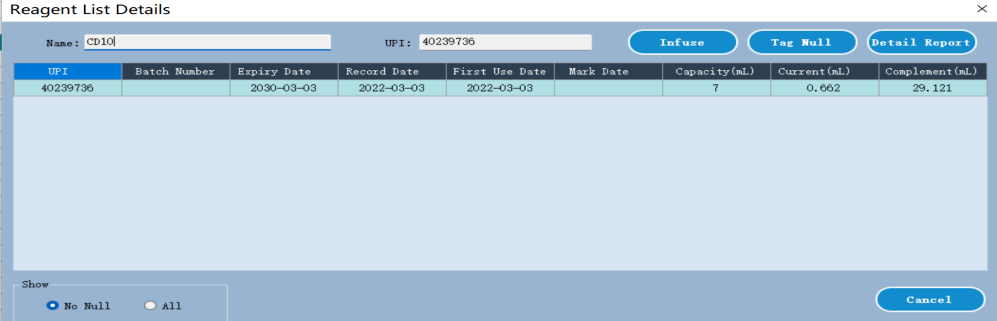 Reagent List Details
Name: CD10 UPI: 40239736 Infuse Tag Null Detail Report
UPI Batch Number Expiry Date Record Date First Use Date Mark Date Capacity(mL) Current(mL) Complement(mL)
40239736 2030-03-03 2022-03-03 2022-03-03 7 0.662 29.121
Show
No Null All Cancel